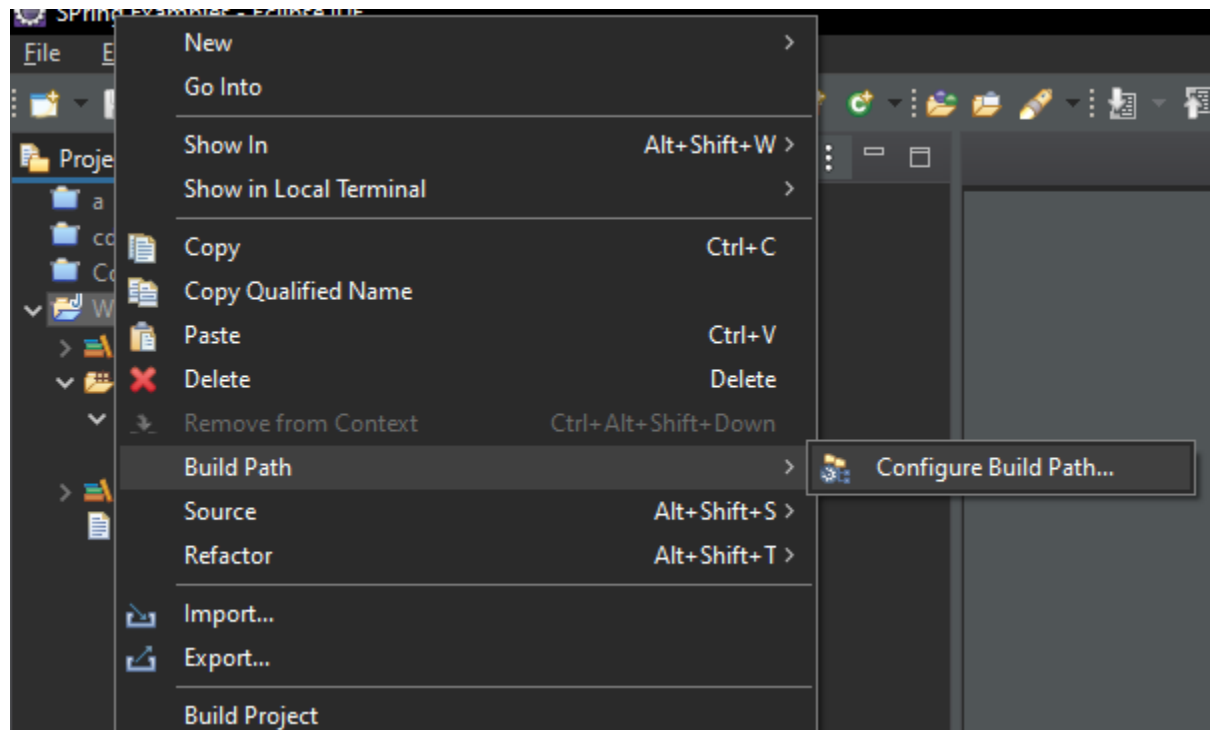 Spring Examples - Eclipse IDE
File
New
Go Into
Show In Alt+Shift+W >
Proje
Show in Local Terminal >
a
Copy Ctrl+C
Copy Qualified Name
W
Paste Ctrl+V
Delete Delete
Remove from Context Ctrl+Alt+Shift+Down
Build Path >
Configure Build Path...
Source Alt+Shift+S >
Refactor Alt+Shift+T >
Import...
Export...
Build Project